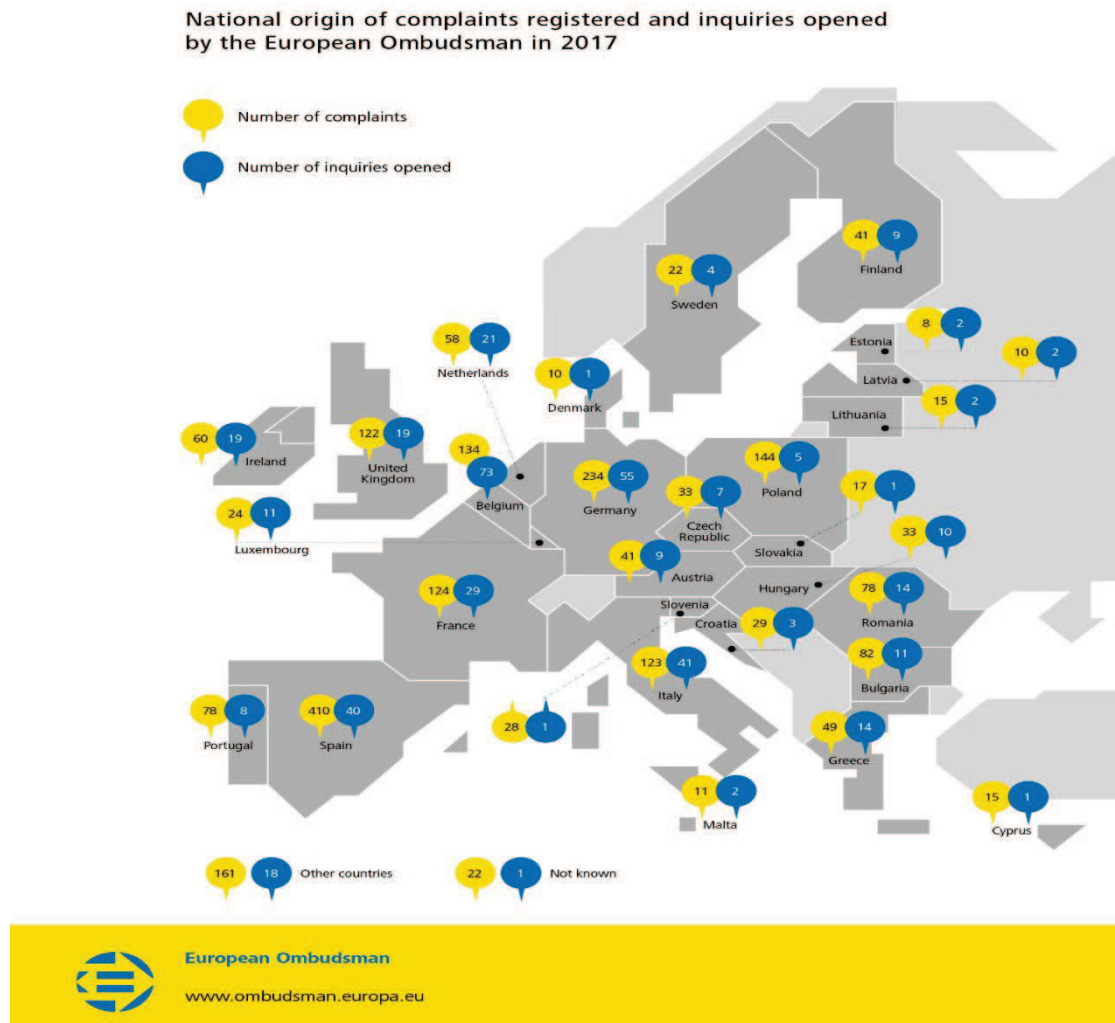 National origin of complaints registered and inquiries opened
by the European Ombudsman in 2017
Number of complaints
Number of inquiries opened
41 9
Finland
22 4
Sweden
8 2
Estonia
58 21
Netherlands
10 2
Latvia
10 1
Denmark
15 2
Lithuania
60 19
Ireland
122 19
United
Kingdom
134
73
Belgium
234 55
Germany
144 5
Poland
33 7
Czech
Republic
17 1
Slovakia
24 11
Luxembourg
33 10
Hungary
41 9
Austria
124 29
France
Slovenia
Croatia
29 3
78 14
Romania
123 41
Italy
82 11
Bulgaria
78 8
Portugal
410 40
Spain
28 1
49 14
Greece
11 2
Malta
15 1
Cyprus
161 18 Other countries
22 1 Not known
European Ombudsman
www.ombudsman.europa.eu